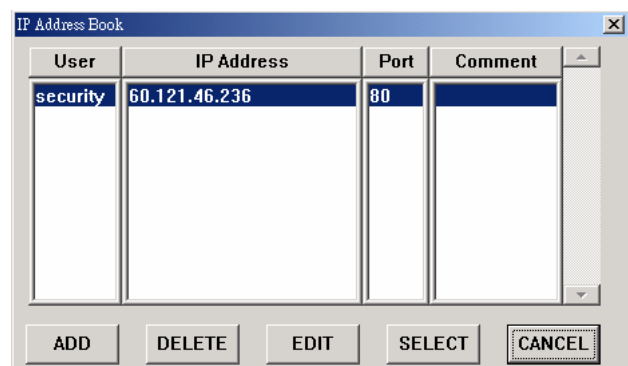 IP Address Book
User IP Address Port Comment
security 60.121.46.236 80
ADD DELETE EDIT SELECT CANCEL